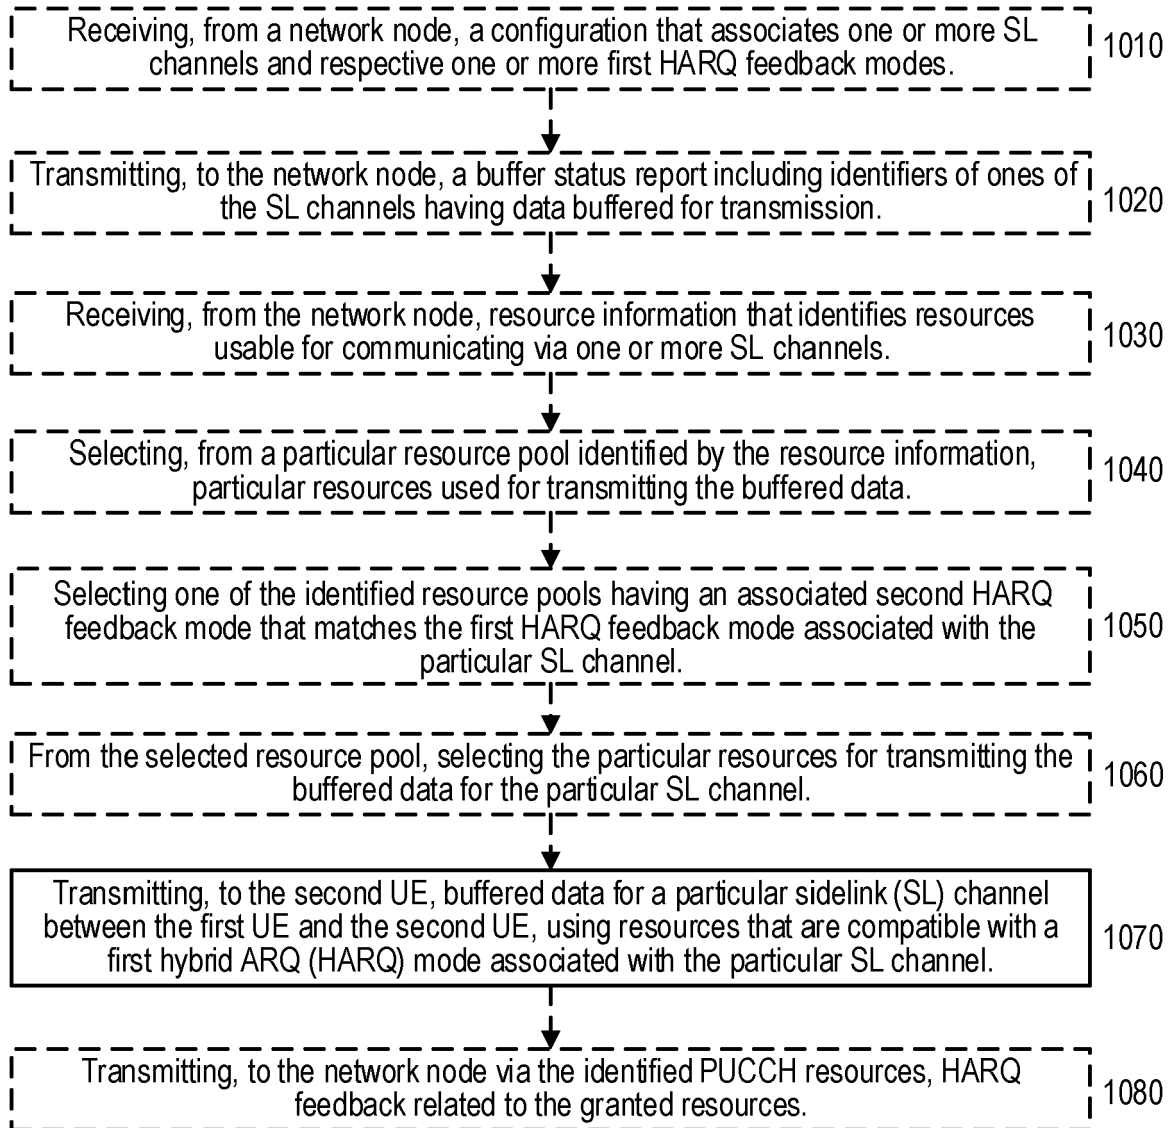 Receiving, from a network node, a configuration that associates one or more SL
channels and respective one or more first HARQ feedback modes.
1010
Transmitting, to the network node, a buffer status report including identifiers of ones of
the SL channels having data buffered for transmission.
1020
Receiving, from the network node, resource information that identifies resources
usable for communicating via one or more SL channels.
1030
Selecting, from a particular resource pool identified by the resource information,
particular resources used for transmitting the buffered data.
1040
Selecting one of the identified resource pools having an associated second HARQ
feedback mode that matches the first HARQ feedback mode associated with the
particular SL channel.
1050
From the selected resource pool, selecting the particular resources for transmitting the
buffered data for the particular SL channel.
1060
Transmitting, to the second UE, buffered data for a particular sidelink (SL) channel
between the first UE and the second UE, using resources that are compatible with a
first hybrid ARQ (HARQ) mode associated with the particular SL channel.
1070
Transmitting, to the network node via the identified PUCCH resources, HARQ
feedback related to the granted resources.
1080